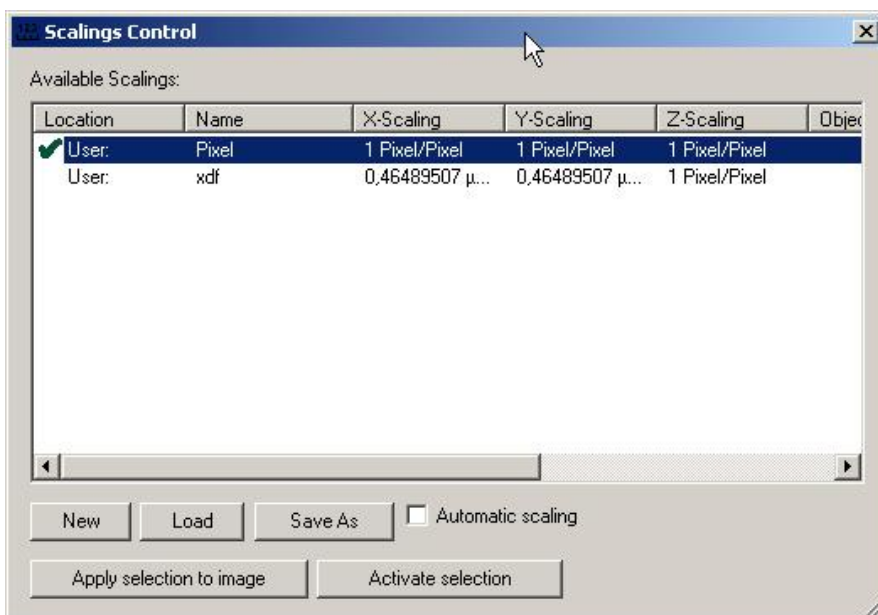 Scalings Control
Available Scalings:
Location Name X-Scaling Y-Scaling Z-Scaling Objec
User: Pixel 1 Pixel/Pixel 1 Pixel/Pixel 1 Pixel/Pixel
User: xdf 0,46489507 µ... 0,46489507 µ... 1 Pixel/Pixel
New Load Save As Automatic scaling
Apply selection to image Activate selection